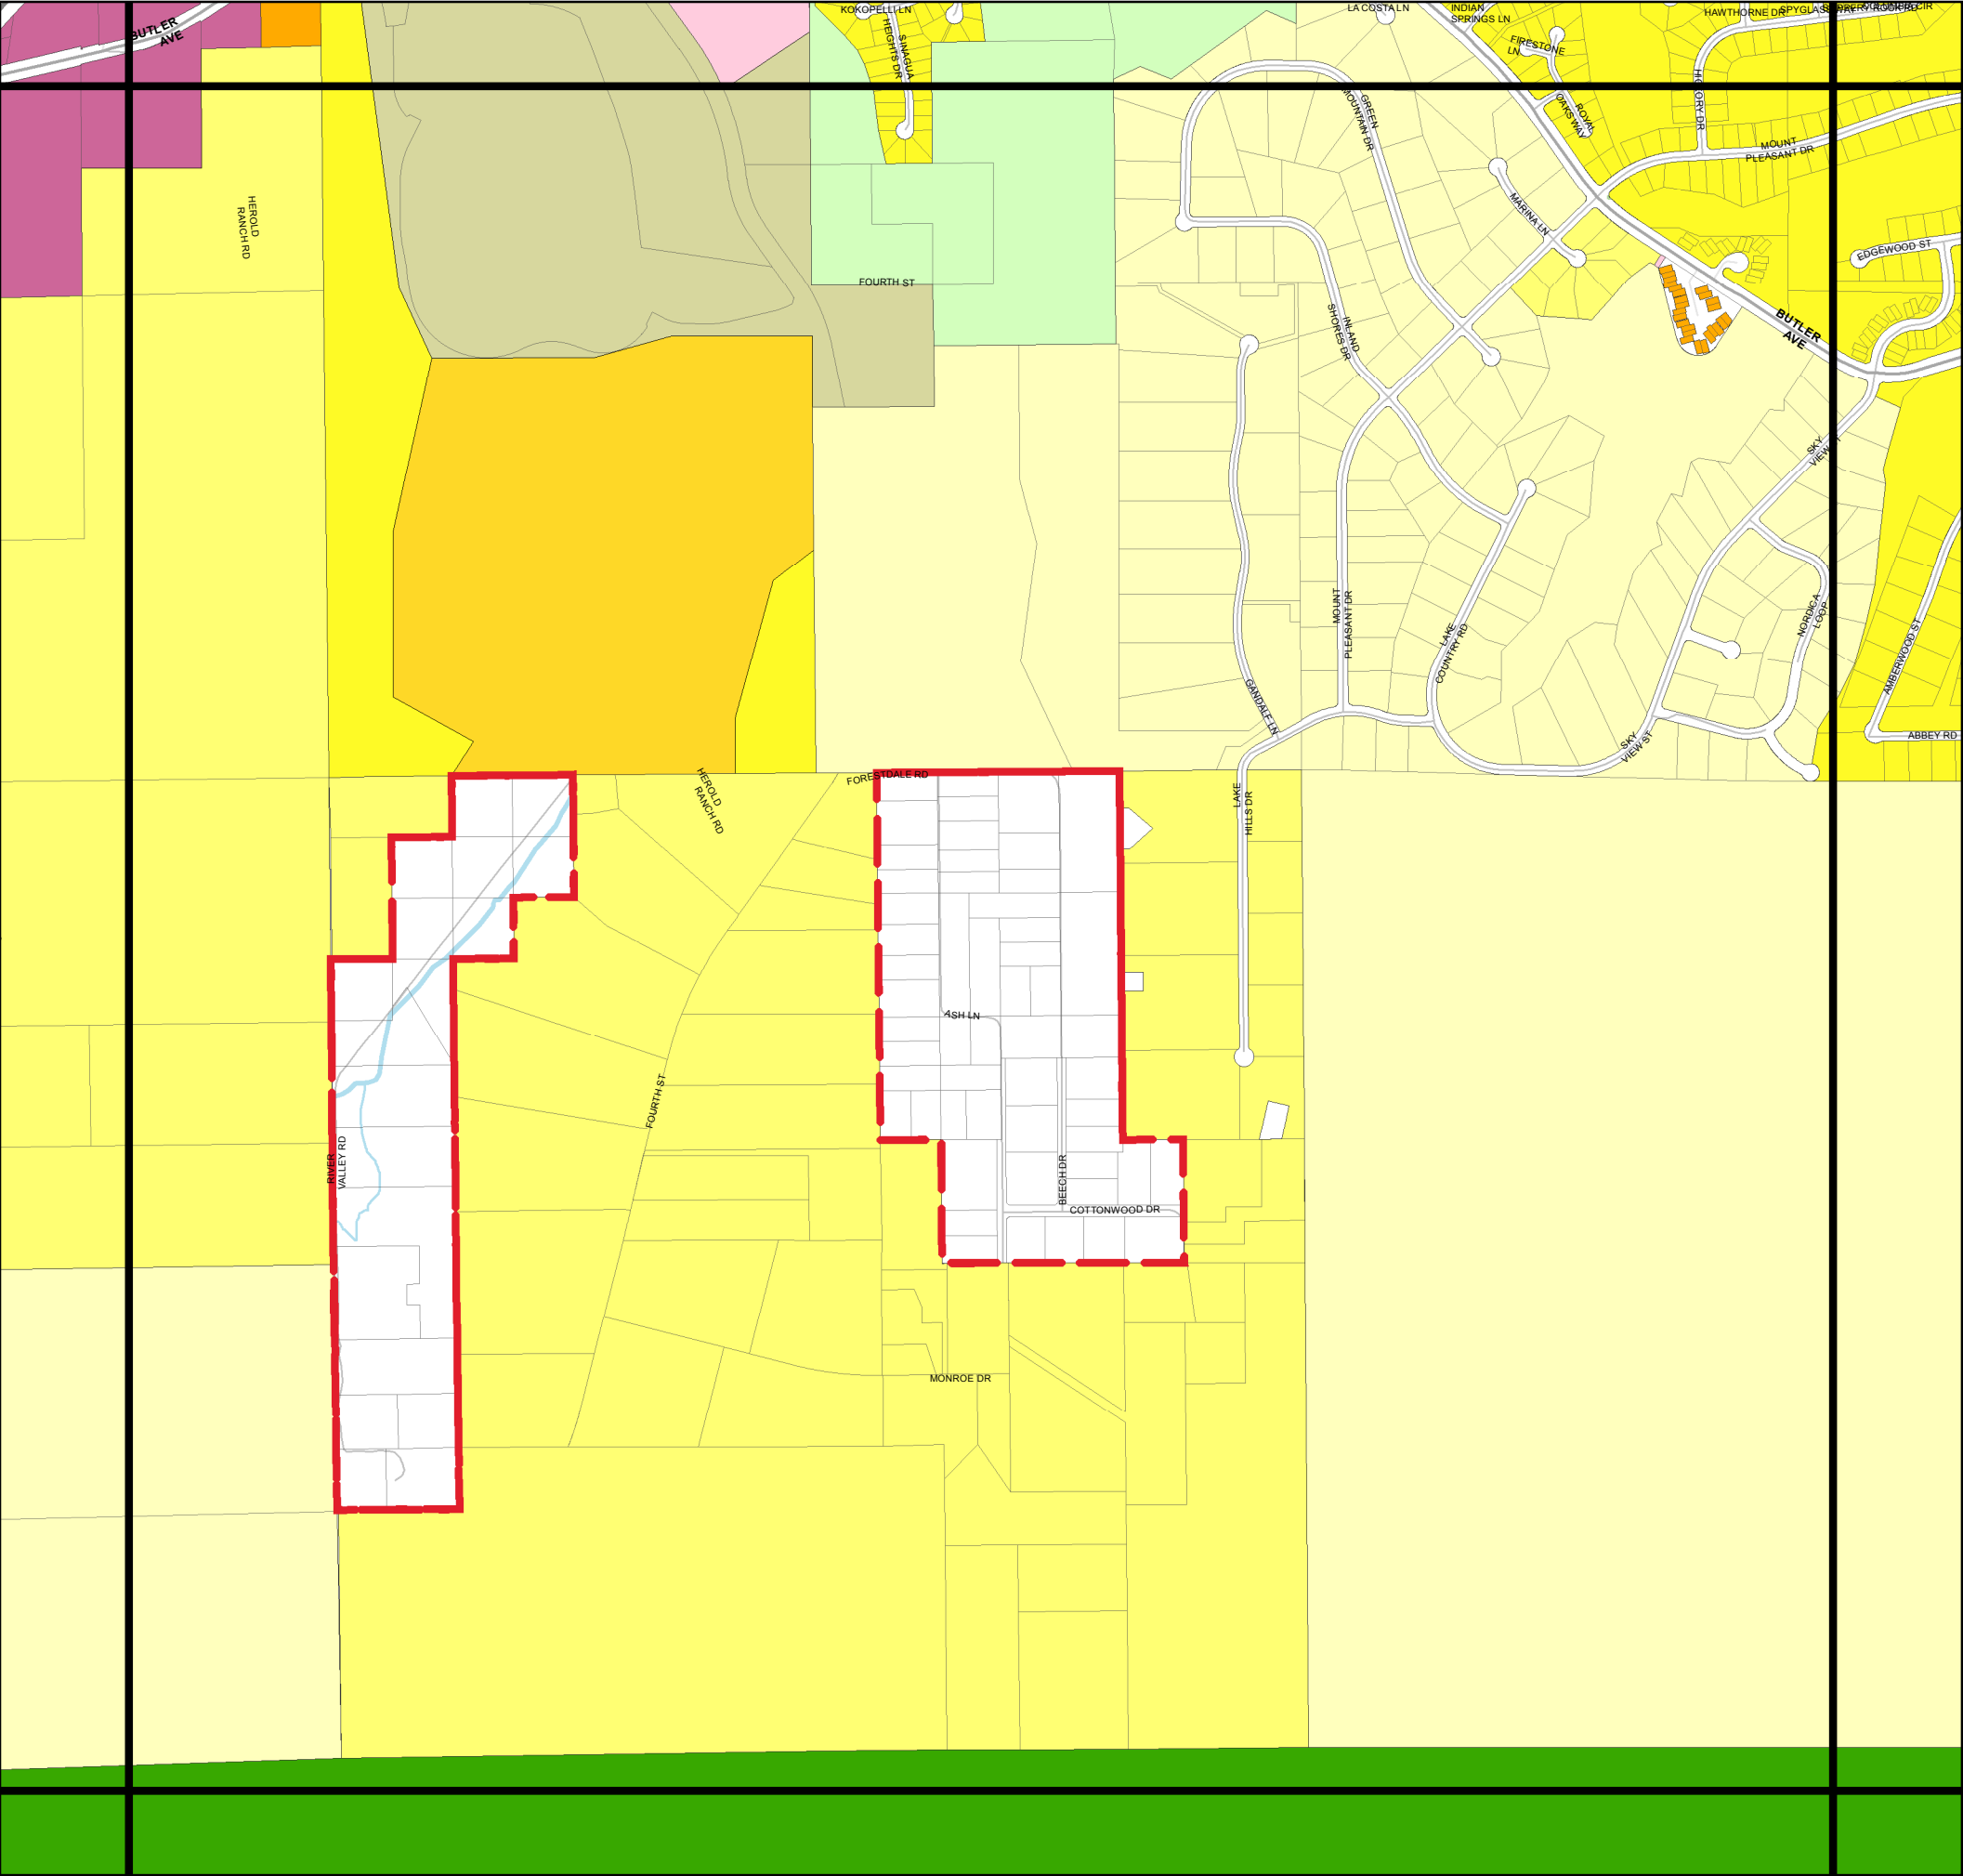 KOKOPELLI LN
LA COSTA LN
INDIAN
SPRINGS LN
HAWTHORNE DR
BUTLER
AVE
SINAGUA
HEIGHTS DR
FIRESTONE
LN
ROYAL
OAKS WAY
HICKORY DR
GREEN
MOUNTAIN DR
MOUNT
PLEASANT DR
HEROLD
RANCH RD
MARINA LN
EDGEWOOD ST
FOURTH ST
INLAND
SHORES DR
BUTLER
AVE
SKY
VIEW ST
MOUNT
PLEASANT DR
LAKE
COUNTRY RD
NORDICA
LOOP
AMBERWOOD ST
GANDALF LN
SKY
VIEW ST
ABBEY RD
HEROLD
RANCH RD
FORESTDALE RD
LAKE
HILLS DR
ASH LN
FOURTH ST
RIVER
VALLEY RD
BEECH DR
COTTONWOOD DR
MONROE DR